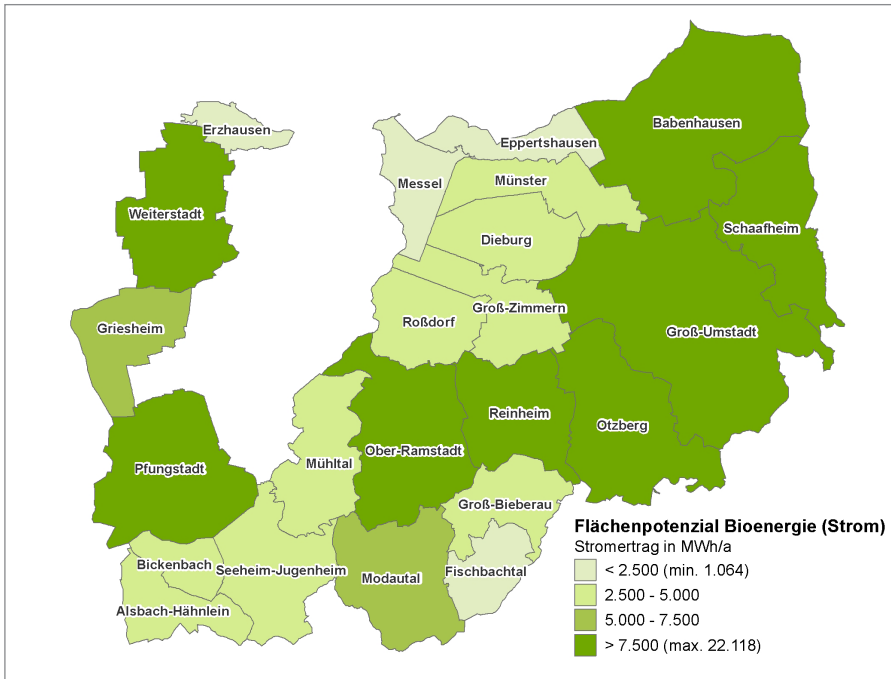 Erzhausen
Babenhausen
Eppertshausen
Messel
Münster
Weiterstadt
Schaafheim
Dieburg
Groß-Zimmern
Roßdorf
Griesheim
Groß-Umstadt
Reinheim
Otzberg
Ober-Ramstadt
Mühltal
Pfungstadt
Groß-Bieberau
Bickenbach
Seeheim-Jugenheim
Fischbachtal
Modautal
Alsbach-Hähnlein
Flächenpotenzial Bioenergie (Strom)
Stromertrag in MWh/a
< 2.500 (min. 1.064)
2.500 - 5.000
5.000 - 7.500
> 7.500 (max. 22.118)